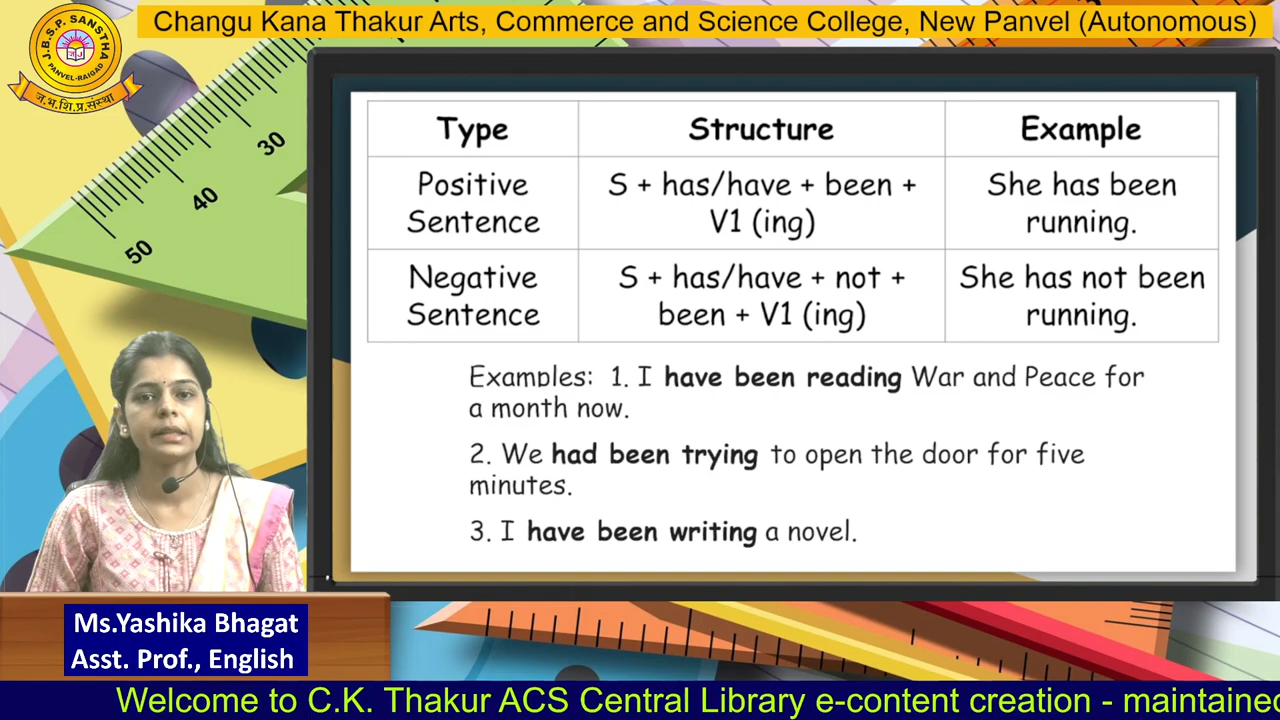 Changu Kana Thakur Arts, Commerce and Science College, New Panvel (Autonomous)
J.B.S.P. SANSTHA
PANVEL-RAIGAD
ज.भ.शि.प्र.संस्था
30
40
50
Type Structure Example
Positive Sentence S + has/have + been + V1 (ing) She has been running.
Negative Sentence S + has/have + not + been + V1 (ing) She has not been running.
Examples: 1. I have been reading War and Peace for
a month now.
2. We had been trying to open the door for five
minutes.
3. I have been writing a novel.
Ms.Yashika Bhagat
Asst. Prof., English
Welcome to C.K. Thakur ACS Central Library e-content creation - maintained